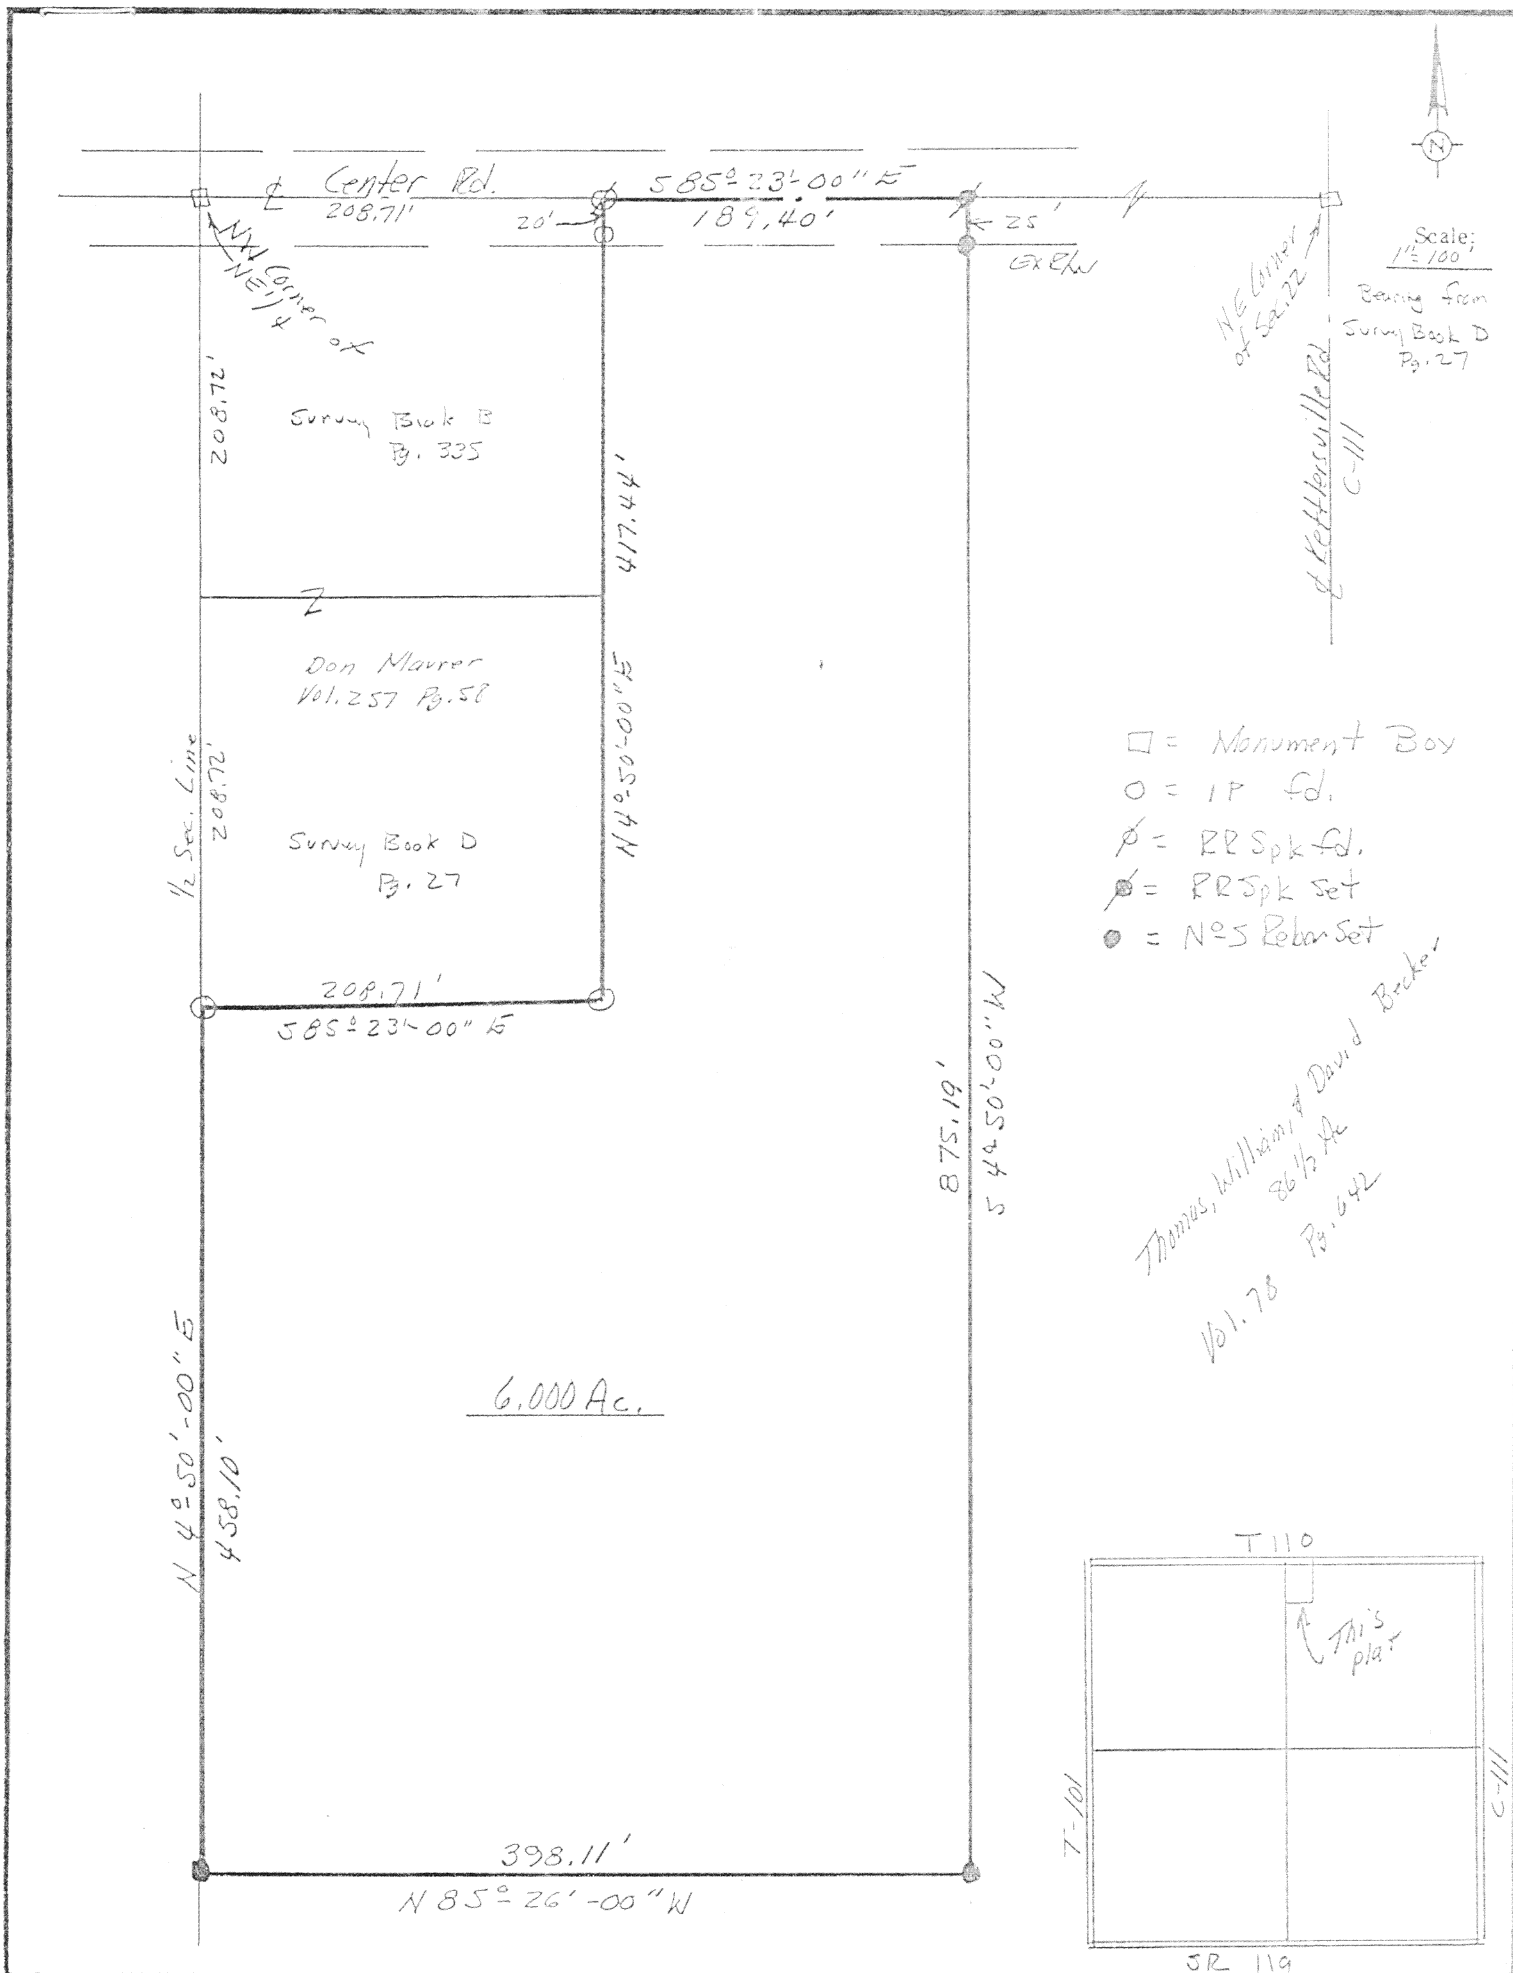 N
℄ Center Rd.
208.71'
S85°-23'-00" E
189.40'
20'
25'
EX R/W
NW Corner of
NE 1/4
NE Corner
of Sec. 22
Scale:
1"=100'
Bearing from
Survey Book D
Pg. 27
℄ Kettlersville Rd.
C-111
208.72'
Survey Book B
Pg. 335
417.44'
N4°-50'-00" E
Z
Don Maurer
Vol. 257 Pg.
1/2 Sec. Line
208.72'
Survey Book D
Pg. 27
208.71'
S85°-23'-00" E
□ = Monument Box
O = IP fd.
= RR Spk fd.
= RR Spk Set
● = No 5 Rebar Set
875.19'
S 4°-50'-00" W
Thomas, William, & David Becker
86 1/2 Ac
Vol. 78 Pg. 642
N 4°-50'-00" E
458.10'
6.000 Ac.
398.11'
N 85°-26'-00" W
T 110
This
plat
T-101
C-111
SR 119